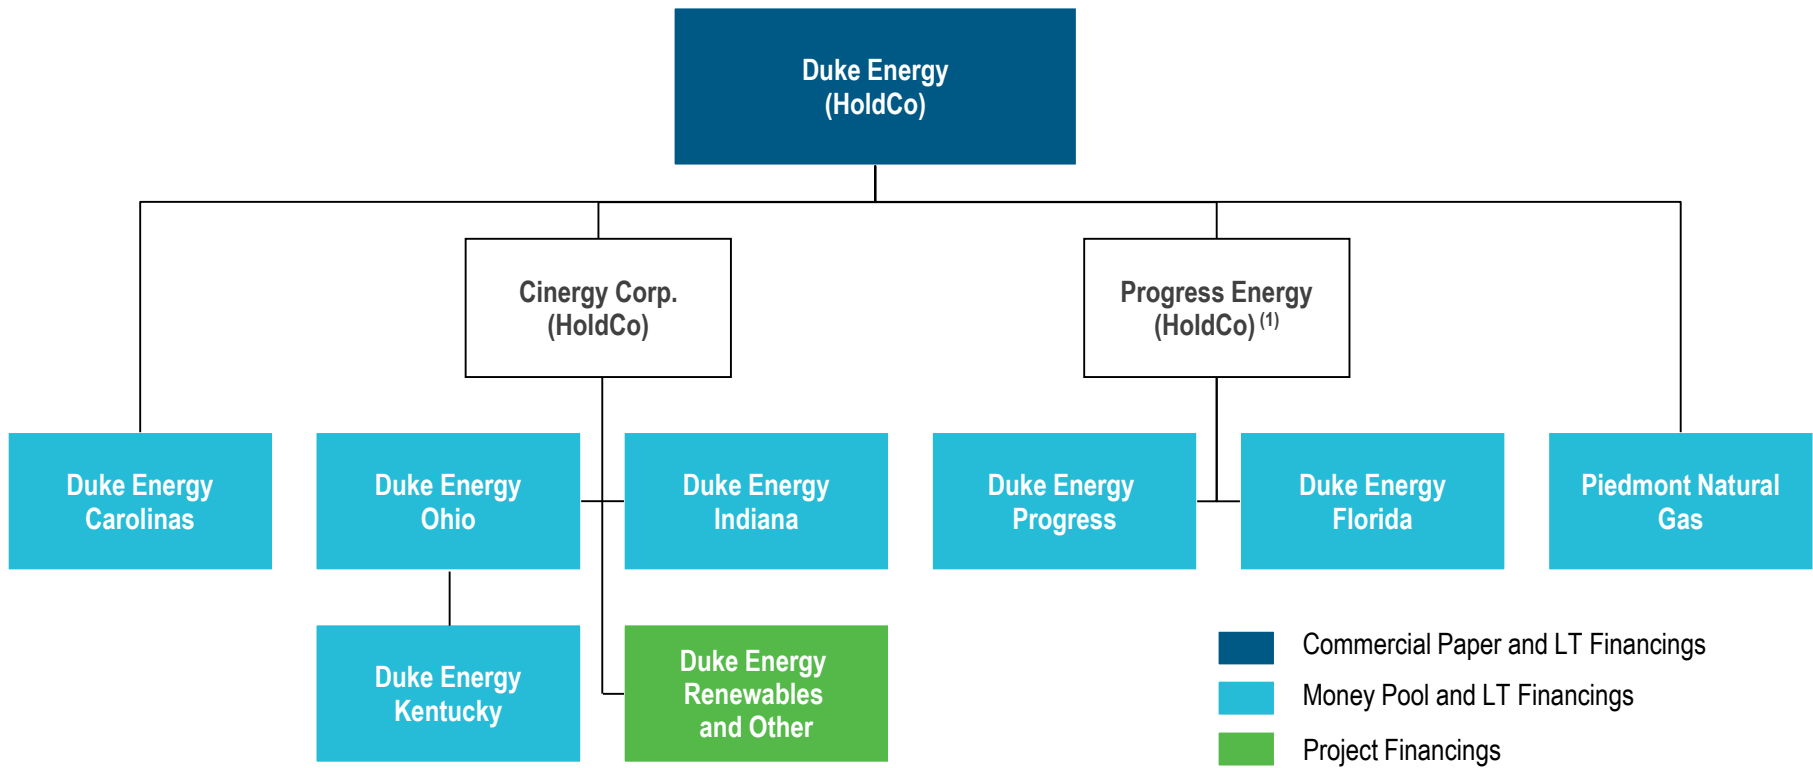 Duke Energy
(HoldCo)
Cinergy Corp.
(HoldCo)
Progress Energy
(HoldCo) (1)
Duke Energy
Carolinas
Duke Energy
Ohio
Duke Energy
Indiana
Duke Energy
Progress
Duke Energy
Florida
Piedmont Natural
Gas
Duke Energy
Kentucky
Duke Energy
Renewables
and Other
Commercial Paper and LT Financings
Money Pool and LT Financings
Project Financings